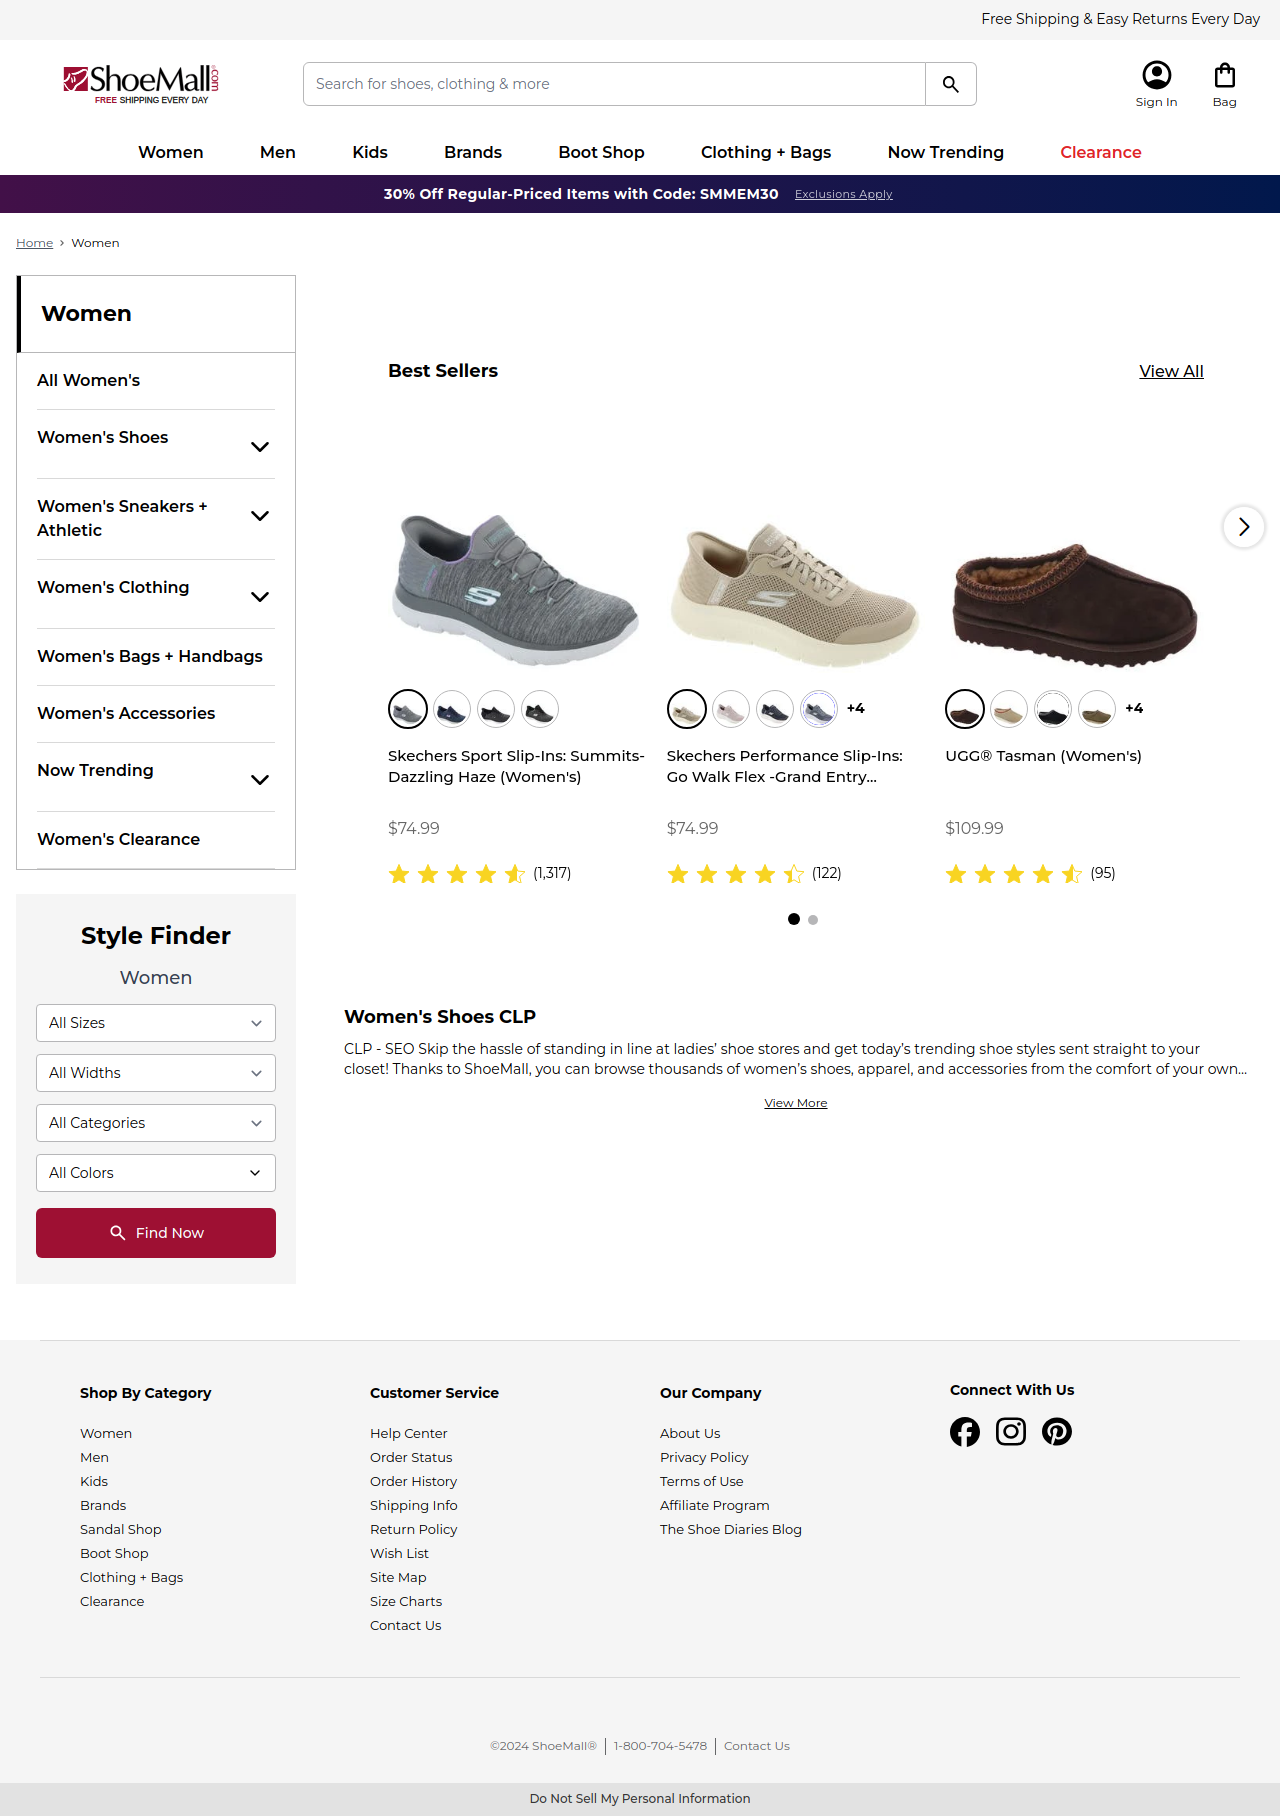 Free Shipping & Easy Returns Every Day
ShoeMall.com
FREE SHIPPING EVERY DAY
Search for shoes, clothing & more
Sign In
Bag
Women
Men
Kids
Brands
Boot Shop
Clothing + Bags
Now Trending
Clearance
30% Off Regular-Priced Items with Code: SMMEM30 Exclusions Apply
Home › Women
Women
All Women's
Women's Shoes
Women's Sneakers +
Athletic
Women's Clothing
Women's Bags + Handbags
Women's Accessories
Now Trending
Women's Clearance
Style Finder
Women
All Sizes
All Widths
All Categories
All Colors
Find Now
Best Sellers
View All
+4
+4
Skechers Sport Slip-Ins: Summits-
Dazzling Haze (Women's)
$74.99
(1,317)
Skechers Performance Slip-Ins:
Go Walk Flex -Grand Entry...
$74.99
(122)
UGG® Tasman (Women's)
$109.99
(95)
Women's Shoes CLP
CLP - SEO Skip the hassle of standing in line at ladies’ shoe stores and get today’s trending shoe styles sent straight to your
closet! Thanks to ShoeMall, you can browse thousands of women’s shoes, apparel, and accessories from the comfort of your own...
View More
Shop By Category
Women
Men
Kids
Brands
Sandal Shop
Boot Shop
Clothing + Bags
Clearance
Customer Service
Help Center
Order Status
Order History
Shipping Info
Return Policy
Wish List
Site Map
Size Charts
Contact Us
Our Company
About Us
Privacy Policy
Terms of Use
Affiliate Program
The Shoe Diaries Blog
Connect With Us
©2024 ShoeMall® | 1-800-704-5478 | Contact Us
Do Not Sell My Personal Information